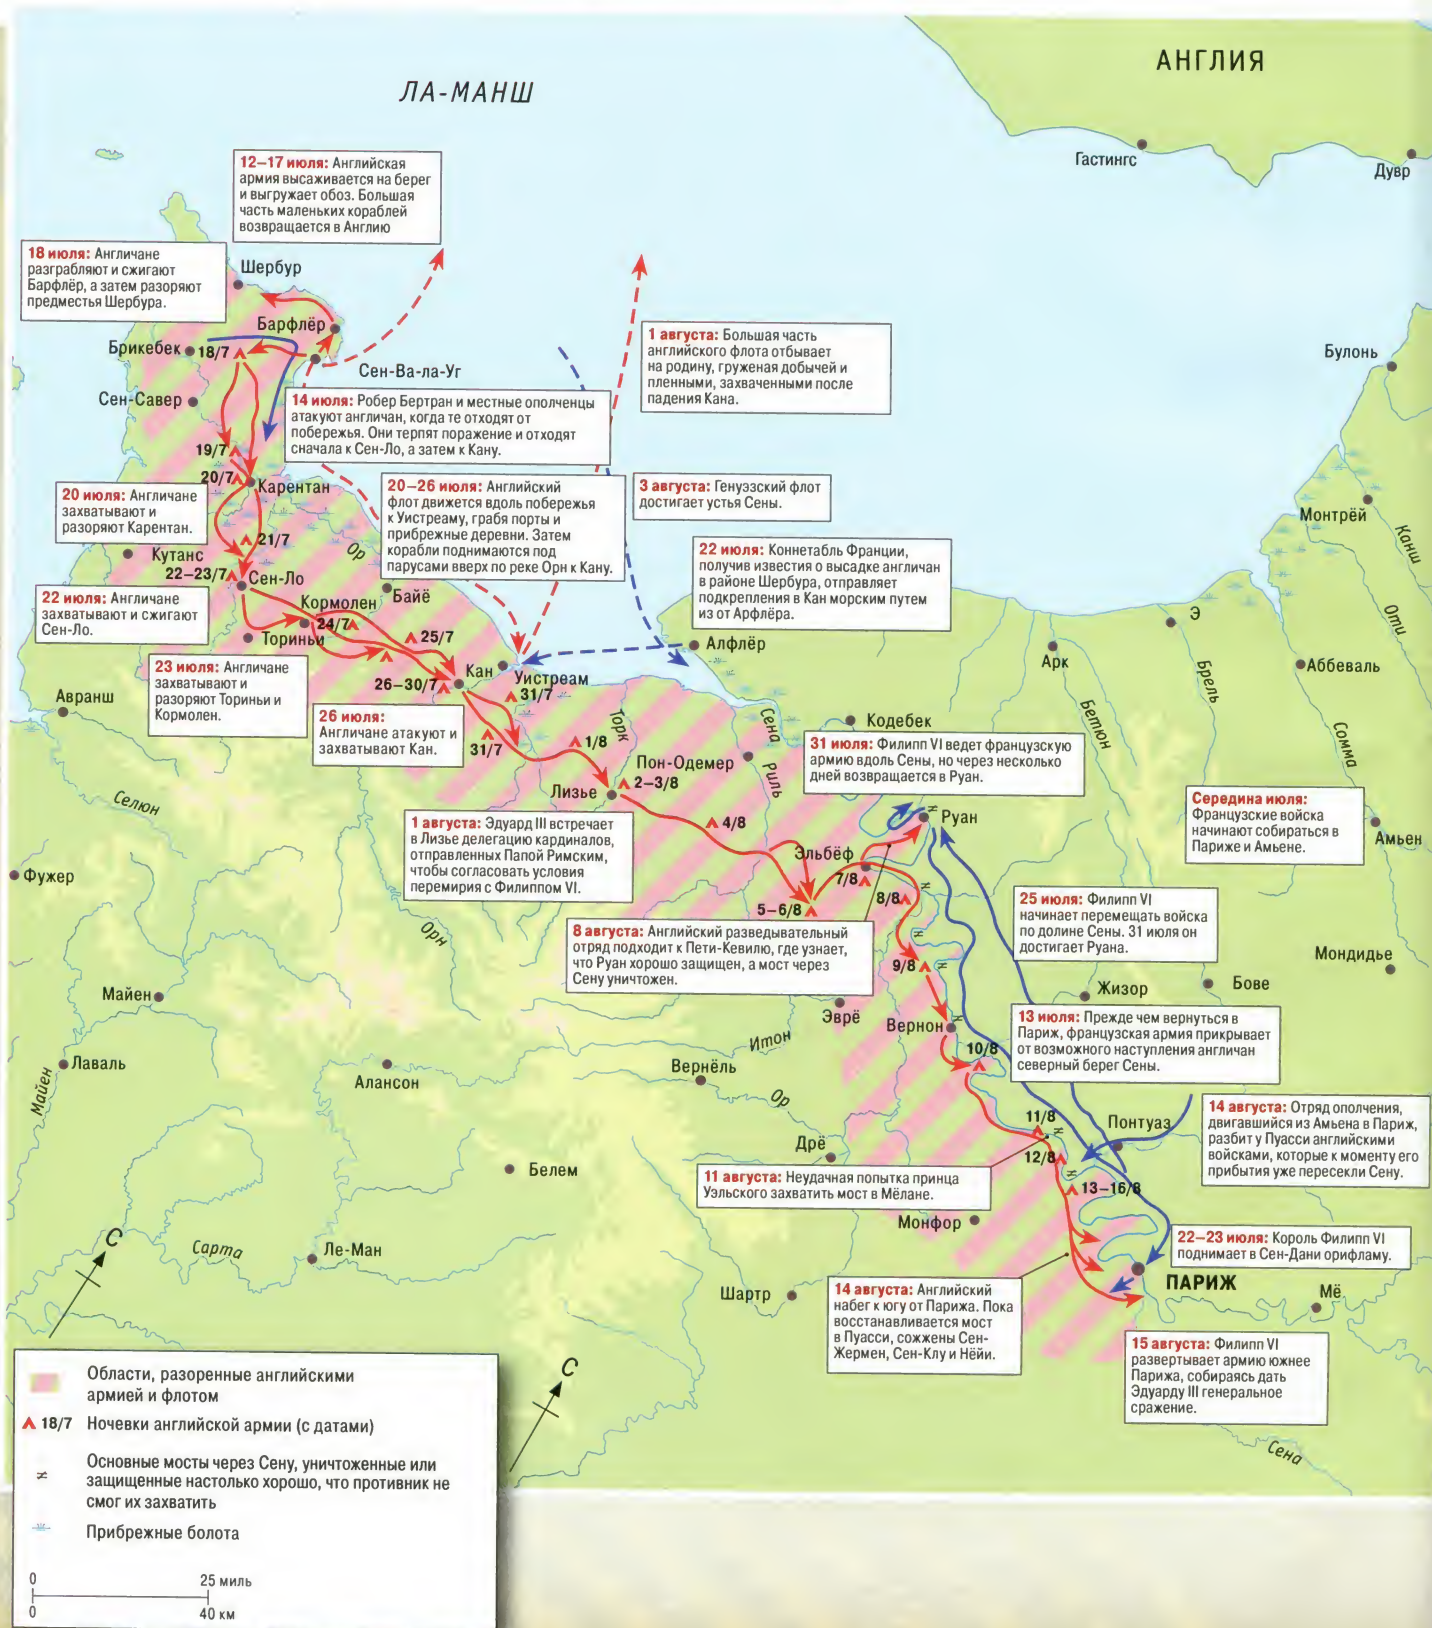 АНГЛИЯ
ЛА-МАНШ
Гастингс
Дувр
12–17 июля: Английская
армия высаживается на берег
и выгружает обоз. Большая
часть маленьких кораблей
возвращается в Англию
18 июля: Англичане
разграбляют и сжигают
Барфлёр, а затем разоряют
предместья Шербура.
Шербур
Барфлёр
Брикебек
18/7
Сен-Ва-ла-Уг
Сен-Савер
1 августа: Большая часть
английского флота отбывает
на родину, груженая добычей и
пленными, захваченными после
падения Кана.
Булонь
14 июля: Робер Бертран и местные ополченцы
атакуют англичан, когда те отходят от
побережья. Они терпят поражение и отходят
сначала к Сен-Ло, а затем к Кану.
19/7
20/7
Карентан
20 июля: Англичане
захватывают и
разоряют Карентан.
20–26 июля: Английский
флот движется вдоль побережья
к Уистреаму, грабя порты и
прибрежные деревни. Затем
корабли поднимаются под
парусами вверх по реке Орн к Кану.
3 августа: Генуэзский флот
достигает устья Сены.
Монтрёй
Канш
21/7
Ор
Кутанс
22–23/7
Сен-Ло
22 июля: Коннетабль Франции,
получив известия о высадке англичан
в районе Шербура, отправляет
подкрепления в Кан морским путем
из от Арфлёра.
22 июля: Англичане
захватывают и сжигают
Сен-Ло.
Кормолен
Байё
24/7
Ториньи
25/7
Алфлёр
Э
Оти
23 июля: Англичане
захватывают и
разоряют Ториньи и
Кормолен.
Кан
Уистреам
26–30/7
31/7
Арк
Брель
Аббеваль
Авранш
26 июля:
Англичане атакуют и
захватывают Кан.
31/7
Торк
1/8
Сена
Кодебек
Бетюн
Сомма
Пон-Одемер
Риль
31 июля: Филипп VI ведет французскую
армию вдоль Сены, но через несколько
дней возвращается в Руан.
Селюн
Лизье
2–3/8
Середина июля:
Французские войска
начинают собираться в
Париже и Амьене.
Амьен
1 августа: Эдуард III встречает
в Лизье делегацию кардиналов,
отправленных Папой Римским,
чтобы согласовать условия
перемирия с Филиппом VI.
4/8
Руан
Эльбёф
7/8
Фужер
5–6/8
8/8
25 июля: Филипп VI
начинает перемещать войска
по долине Сены. 31 июля он
достигает Руана.
Орн
8 августа: Английский разведывательный
отряд подходит к Пети-Кевилю, где узнает,
что Руан хорошо защищен, а мост через
Сену уничтожен.
9/8
Мондидье
Майен
Эврё
Жизор
Бове
Вернон
13 июля: Прежде чем вернуться в
Париж, французская армия прикрывает
от возможного наступления англичан
северный берег Сены.
Итон
10/8
Лаваль
Майен
Алансон
Вернёль
Ор
11/8
Понтуаз
14 августа: Отряд ополчения,
двигавшийся из Амьена в Париж,
разбит у Пуасси английскими
войсками, которые к моменту его
прибытия уже пересекли Сену.
Дрё
12/8
Белем
11 августа: Неудачная попытка принца
Уэльского захватить мост в Мёлане.
13–16/8
Монфор
С
Сарта
Ле-Ман
22–23 июля: Король Филипп VI
поднимает в Сен-Дани орифламу.
ПАРИЖ
Мё
Шартр
14 августа: Английский
набег к югу от Парижа. Пока
восстанавливается мост
в Пуасси, сожжены Сен-
Жермен, Сен-Клу и Нёйи.
15 августа: Филипп VI
развертывает армию южнее
Парижа, собираясь дать
Эдуарду III генеральное
сражение.
С
Сена
Области, разоренные английскими
армией и флотом
18/7 Ночевки английской армии (с датами)
Основные мосты через Сену, уничтоженные или
защищенные настолько хорошо, что противник не
смог их захватить
Прибрежные болота
0 25 миль
0 40 км